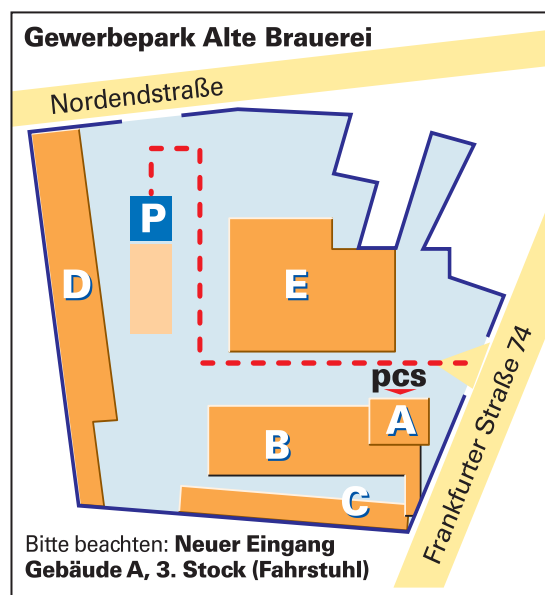 Gewerbepark Alte Brauerei
Nordendstraße
P
D
E
Frankfurter Straße 74
pcs
A
B
C
Bitte beachten: Neuer Eingang
Gebäude A, 3. Stock (Fahrstuhl)